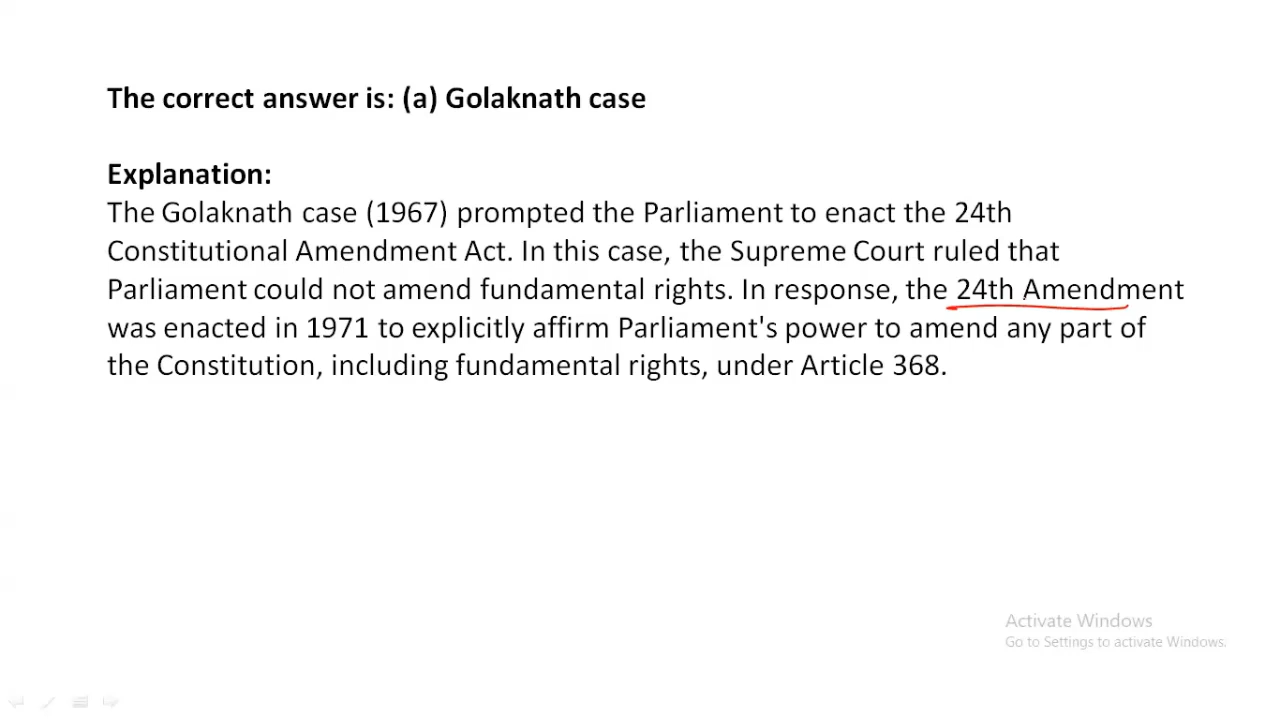 The correct answer is: (a) Golaknath case
Explanation:
The Golaknath case (1967) prompted the Parliament to enact the 24th
Constitutional Amendment Act. In this case, the Supreme Court ruled that
Parliament could not amend fundamental rights. In response, the 24th Amendment
was enacted in 1971 to explicitly affirm Parliament's power to amend any part of
the Constitution, including fundamental rights, under Article 368.
Activate Windows
Go to Settings to activate Windows.